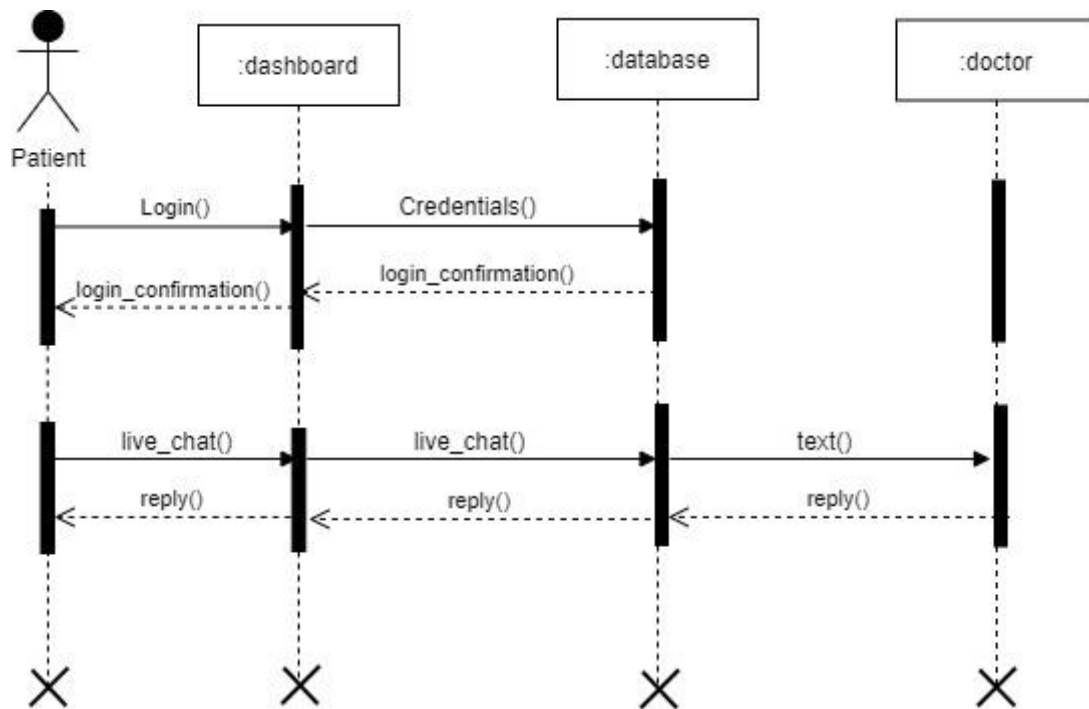 :dashboard
:database
:doctor
Patient
Login()
Credentials()
login_confirmation()
login_confirmation()
live_chat()
live_chat()
text()
reply()
reply()
reply()